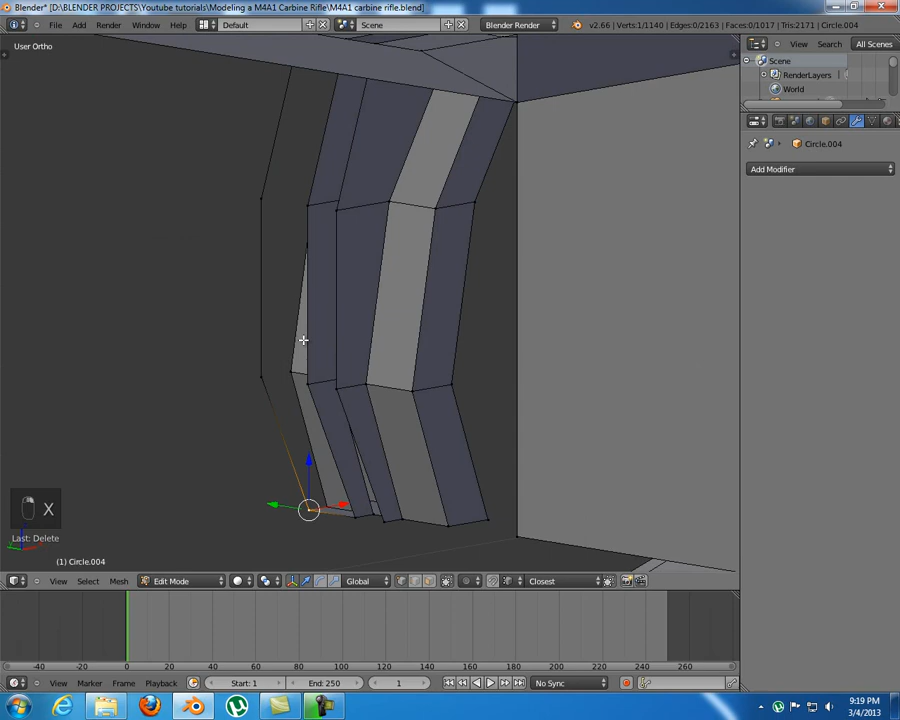 Blender* [D:\BLENDER PROJECTS\Youtube tutorials\Modeling a M4A1 Carbine Rifle\M4A1 carbine rifle.blend]
File Add Render Window Help Default Scene Blender Render v2.66 | Verts:1/1140 | Edges:0/2163 | Faces:0/1017 | Tris:2171 | Circle.004
User Ortho
View Search All Scenes
Scene
RenderLayers
World
Circle.004
Add Modifier
X
Last: Delete
(1) Circle.004
View Select Mesh Edit Mode Global Closest
-40 -20 0 20 40 60 80 100 120 140 160 180 200 220 240 260
View Marker Frame Playback Start: 1 End: 250 1 No Sync
9:19 PM
3/4/2013